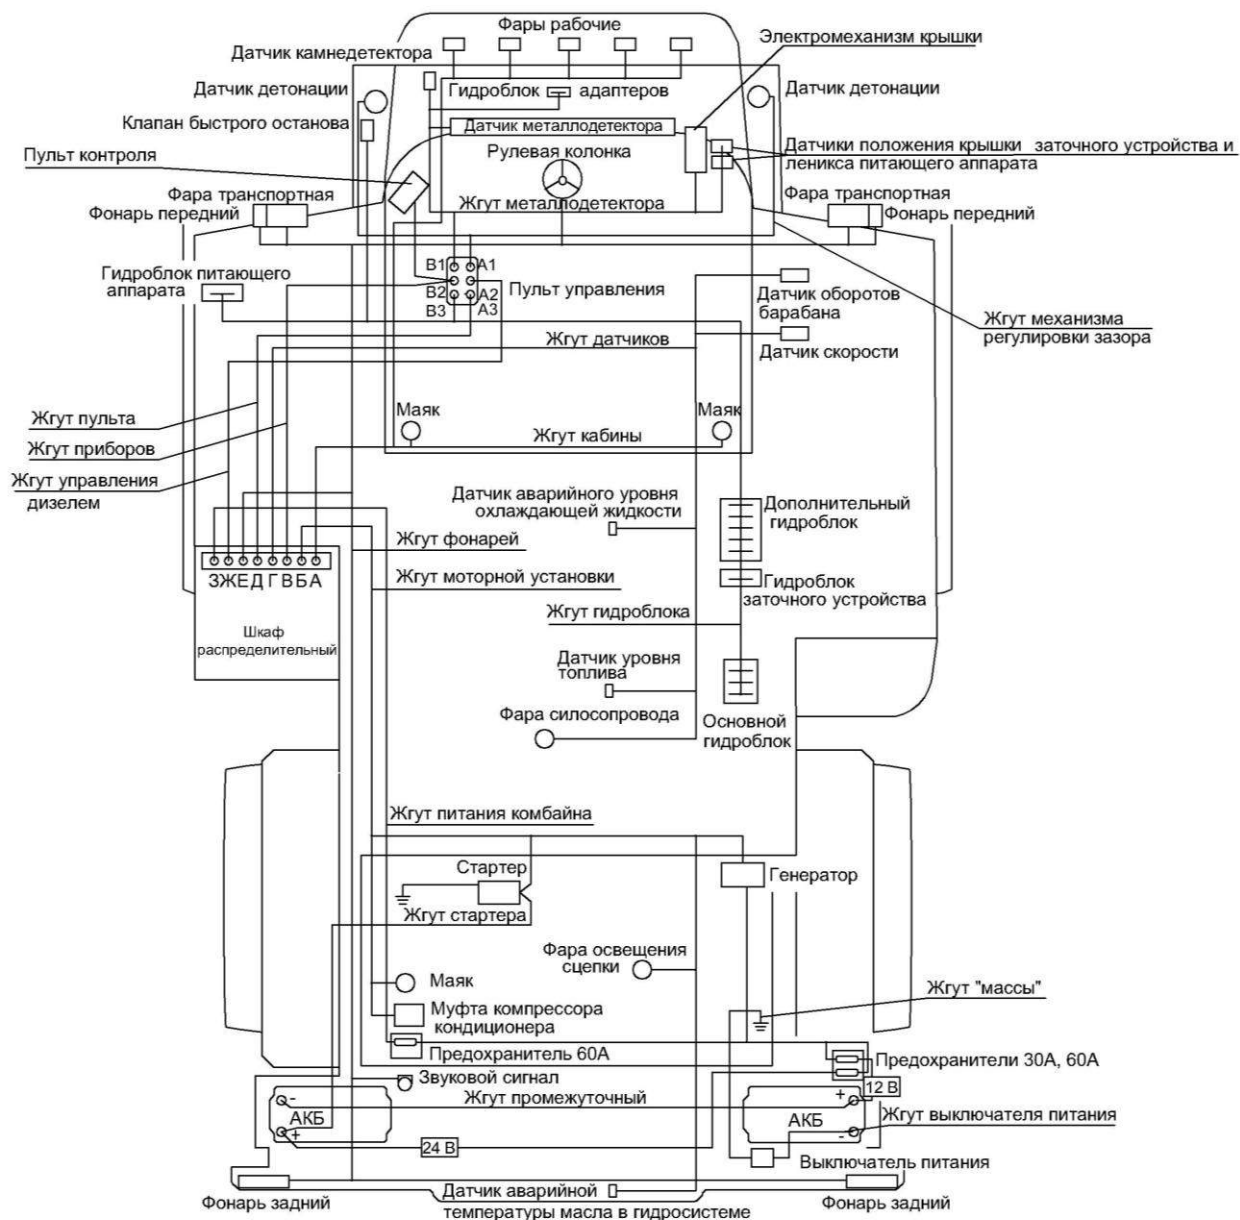 Фары рабочие
Электромеханизм крышки
Датчик камнедетектора
Датчик детонации
Гидроблок
адаптеров
Датчик детонации
Клапан быстрого останова
Датчик металлодетектора
Пульт контроля
Рулевая колонка
Датчики положения крышки заточного устройства и
леникса питающего аппарата
Фара транспортная
Жгут металлодетектора
Фара транспортная
Фонарь передний
Фонарь передний
Гидроблок питающего
аппарата
В1
А1
В2
А2
В3
А3
Пульт управления
Датчик оборотов
барабана
Жгут механизма
регулировки зазора
Жгут датчиков
Датчик скорости
Жгут пульта
Маяк
Маяк
Жгут приборов
Жгут кабины
Жгут управления
дизелем
Датчик аварийного уровня
охлаждающей жидкости
Дополнительный
гидроблок
Жгут фонарей
ЗЖЕДГВБА
Жгут моторной установки
Гидроблок
заточного устройства
Жгут гидроблока
Шкаф
распределительный
Датчик уровня
топлива
Фара силосопровода
Основной
гидроблок
Жгут питания комбайна
Стартер
Генератор
Жгут стартера
Фара освещения
сцепки
Маяк
Жгут "массы"
Муфта компрессора
кондиционера
Предохранитель 60А
Предохранители 30А, 60А
Звуковой сигнал
12 В
-
Жгут промежуточный
+
АКБ
АКБ
Жгут выключателя питания
+
-
24 В
Выключатель питания
Фонарь задний
Датчик аварийной
температуры масла в гидросистеме
Фонарь задний